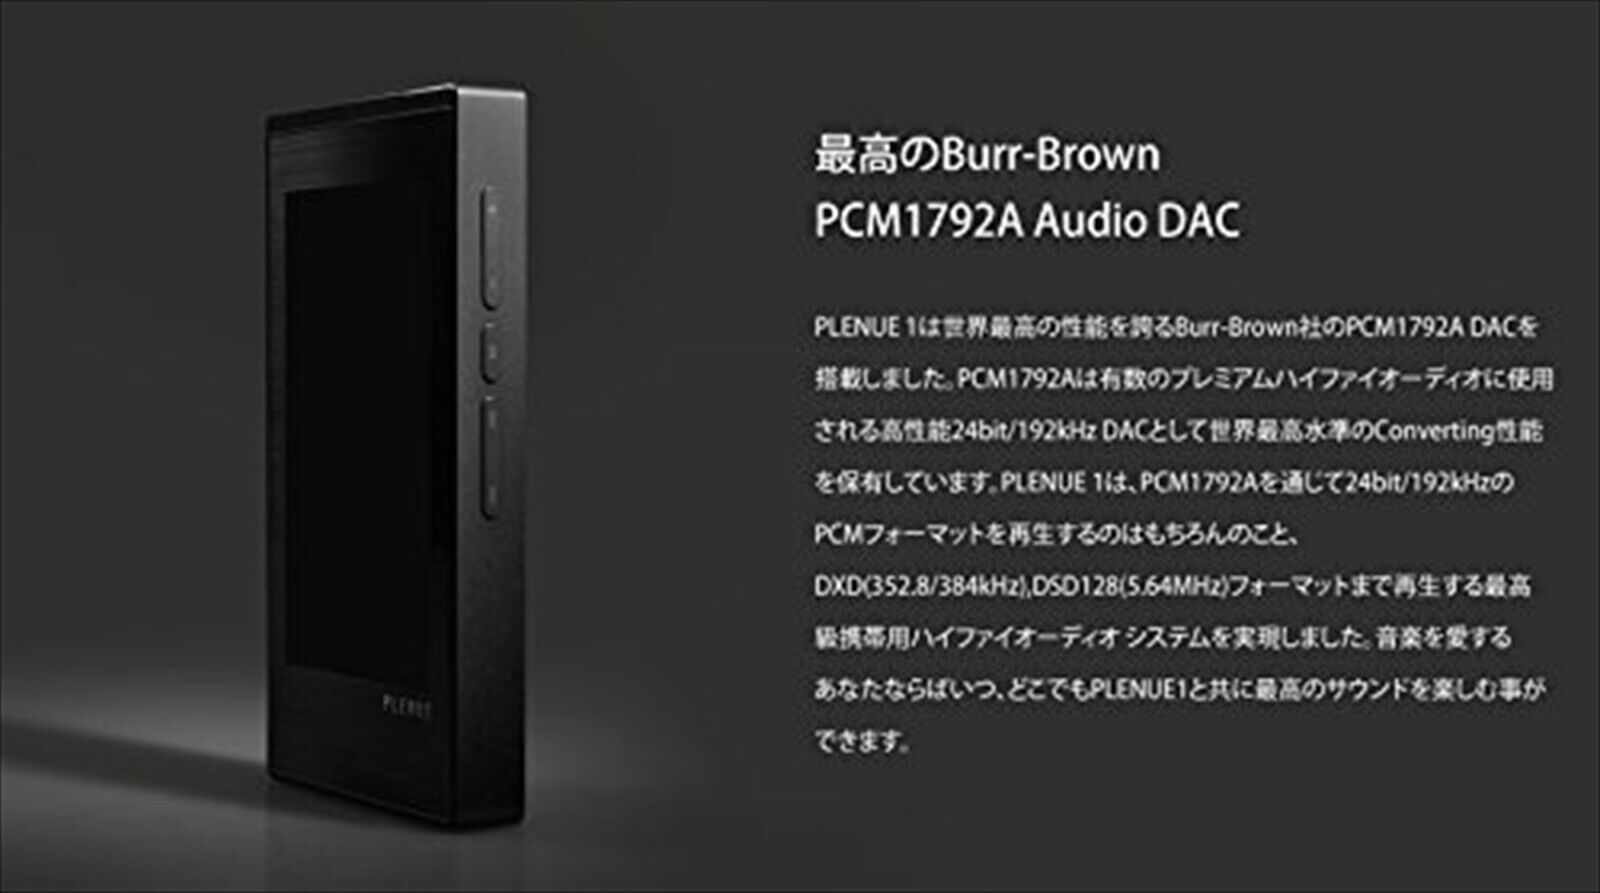 最高のBurr-Brown
PCM1792A Audio DAC
PLENUE 1は世界最高の性能を誇るBurr-Brown社のPCM1792A DACを
搭載しました。PCM1792Aは有数のプレミアムハイファイオーディオに使用
される高性能24bit/192kHz DACとして世界最高水準のConverting性能
を保有しています。PLENUE 1は、PCM1792Aを通じて24bit/192kHzの
PCMフォーマットを再生するのはもちろんのこと、
DXD(352.8/384kHz),DSD128(5.64MHz)フォーマットまで再生する最高
級携帯用ハイファイオーディオ システムを実現しました。音楽を愛する
あなたならばいつ、どこでもPLENUE1と共に最高のサウンドを楽しむ事が
できます。
PLENUE